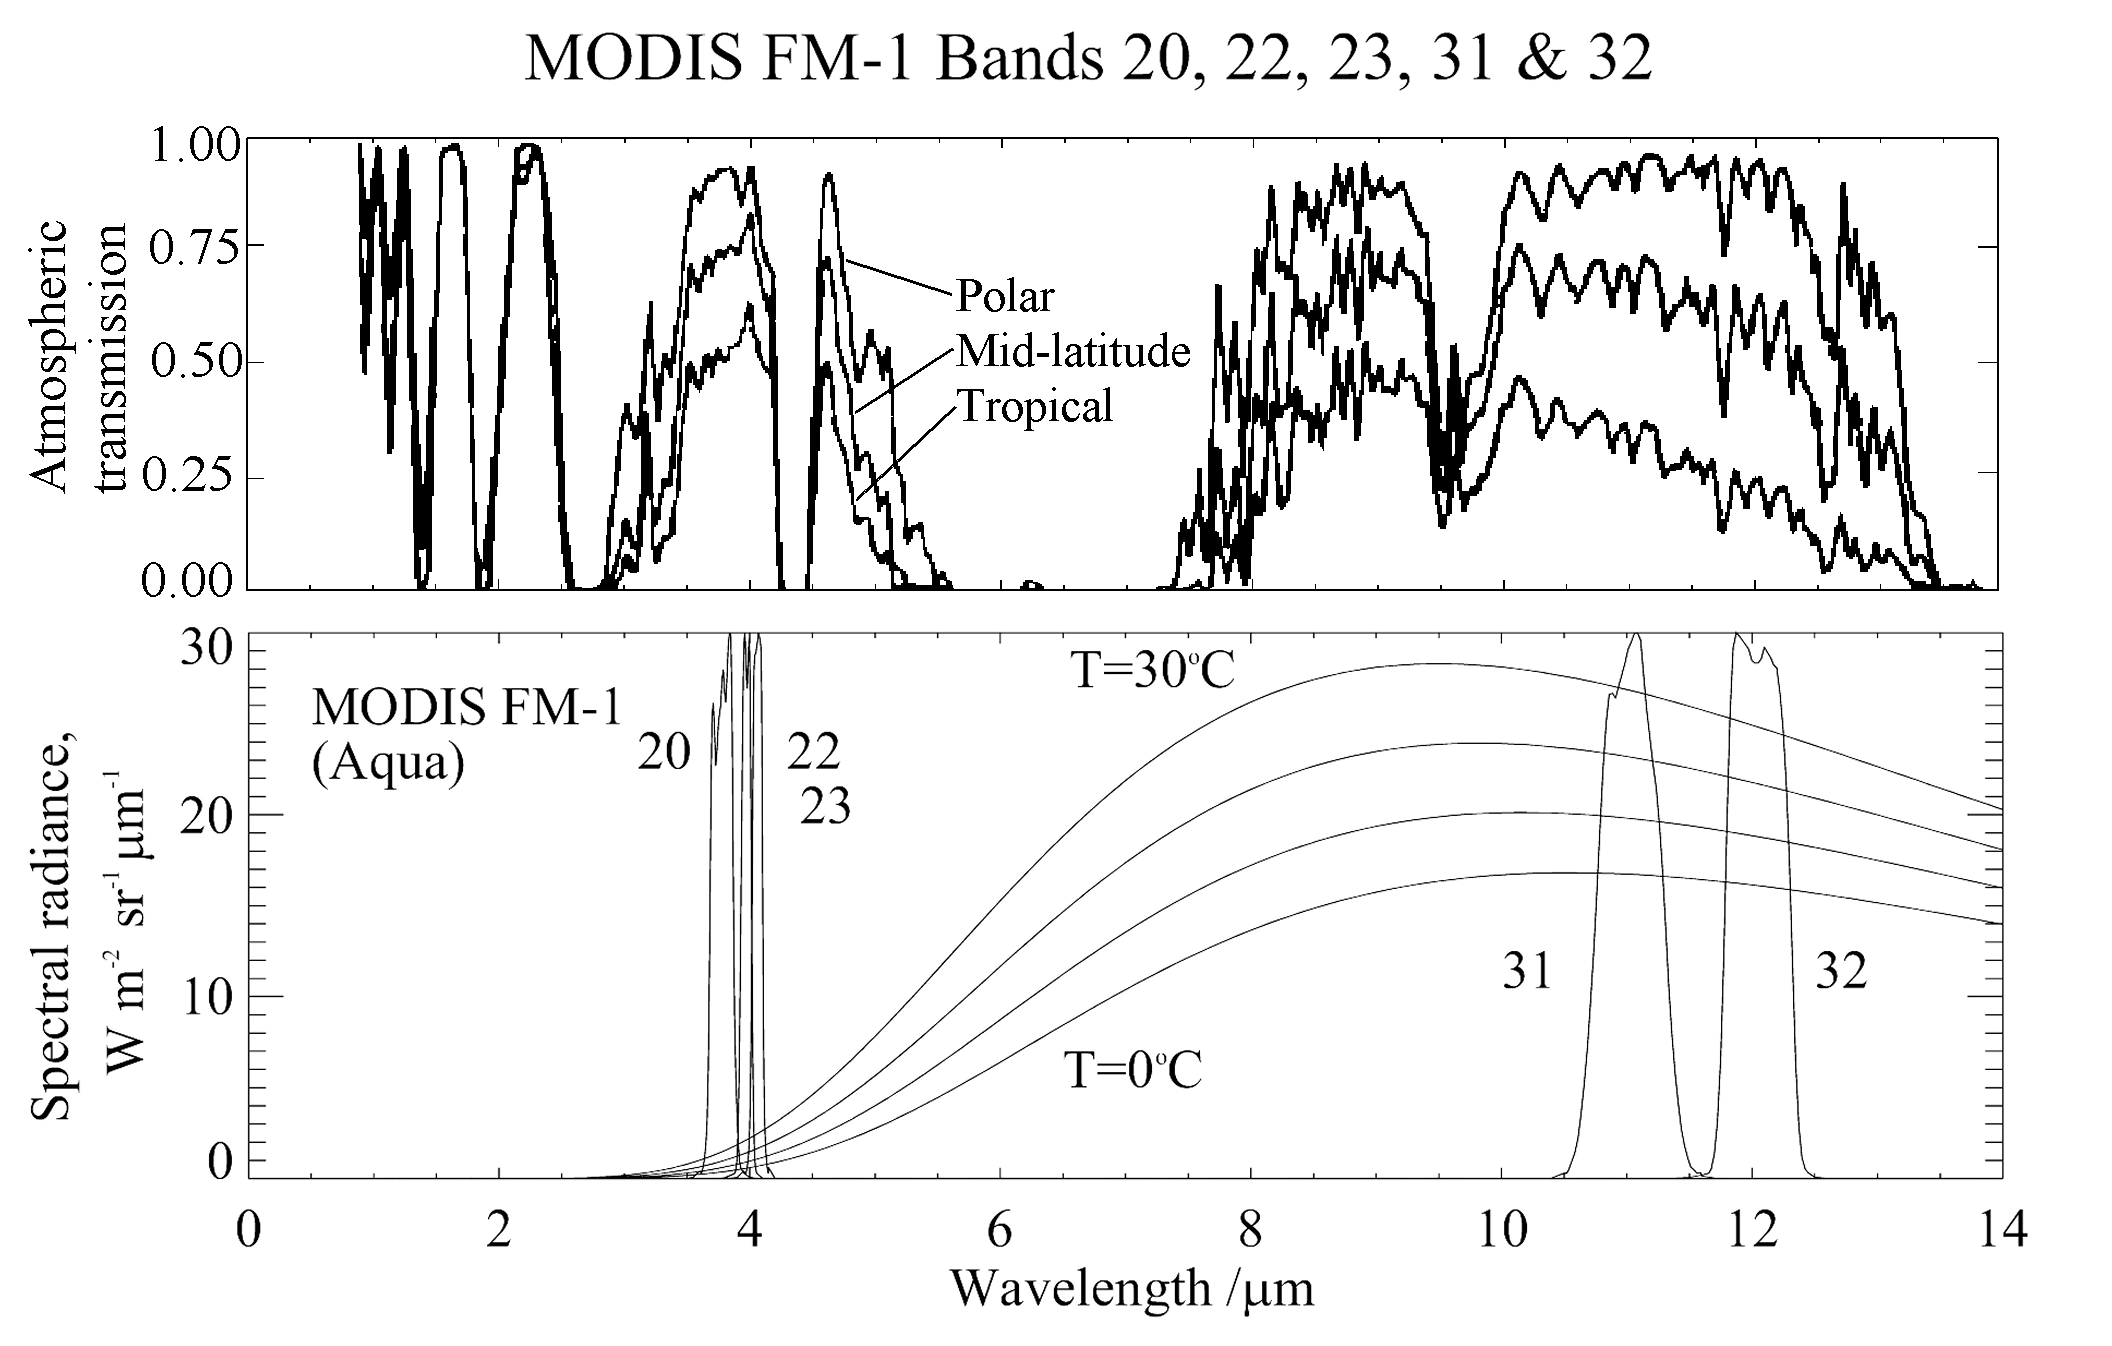 MODIS FM-1 Bands 20, 22, 23, 31 & 32
Atmospheric
transmission
1.00
0.75
0.50
0.25
0.00
Polar
Mid-latitude
Tropical
Spectral radiance,
W m⁻² sr⁻¹ μm⁻¹
30
20
10
0
MODIS FM-1
(Aqua)
20
22
23
T=30°C
T=0°C
31
32
0 2 4 6 8 10 12 14
Wavelength /μm